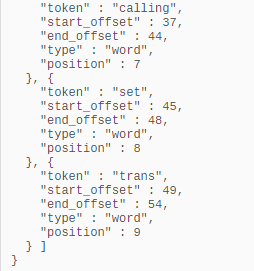 "token" : "calling",
"start_offset" : 37,
"end_offset" : 44,
"type" : "word",
"position" : 7
}, {
"token" : "set",
"start_offset" : 45,
"end_offset" : 48,
"type" : "word",
"position" : 8
}, {
"token" : "trans",
"start_offset" : 49,
"end_offset" : 54,
"type" : "word",
"position" : 9
} ]
}